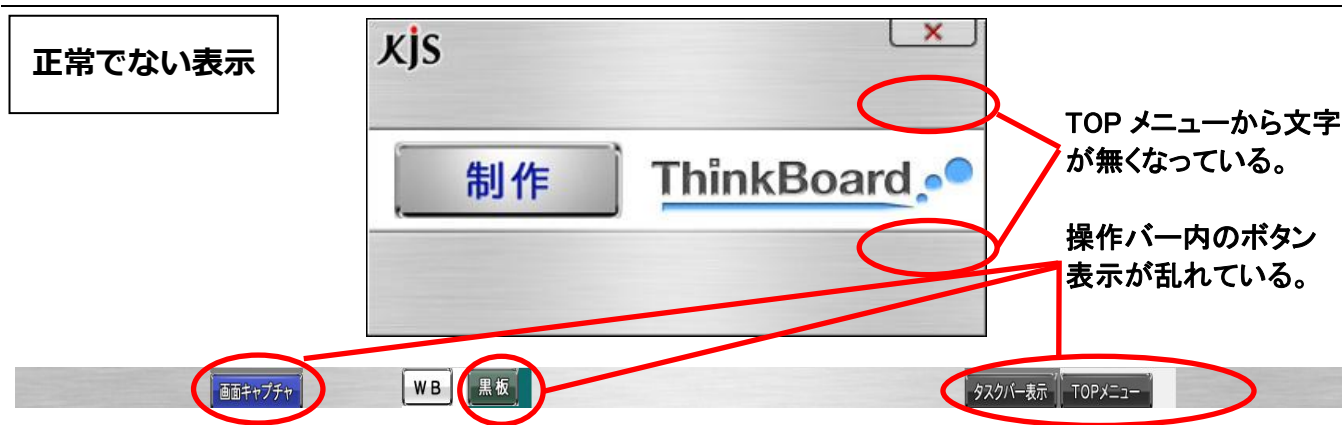 正常でない表示
KjS
×
制作
ThinkBoard
TOP メニューから文字
が無くなっている。
操作バー内のボタン
表示が乱れている。
画面キャプチャ
WB
黒板
タスクバー表示
TOPメニュー